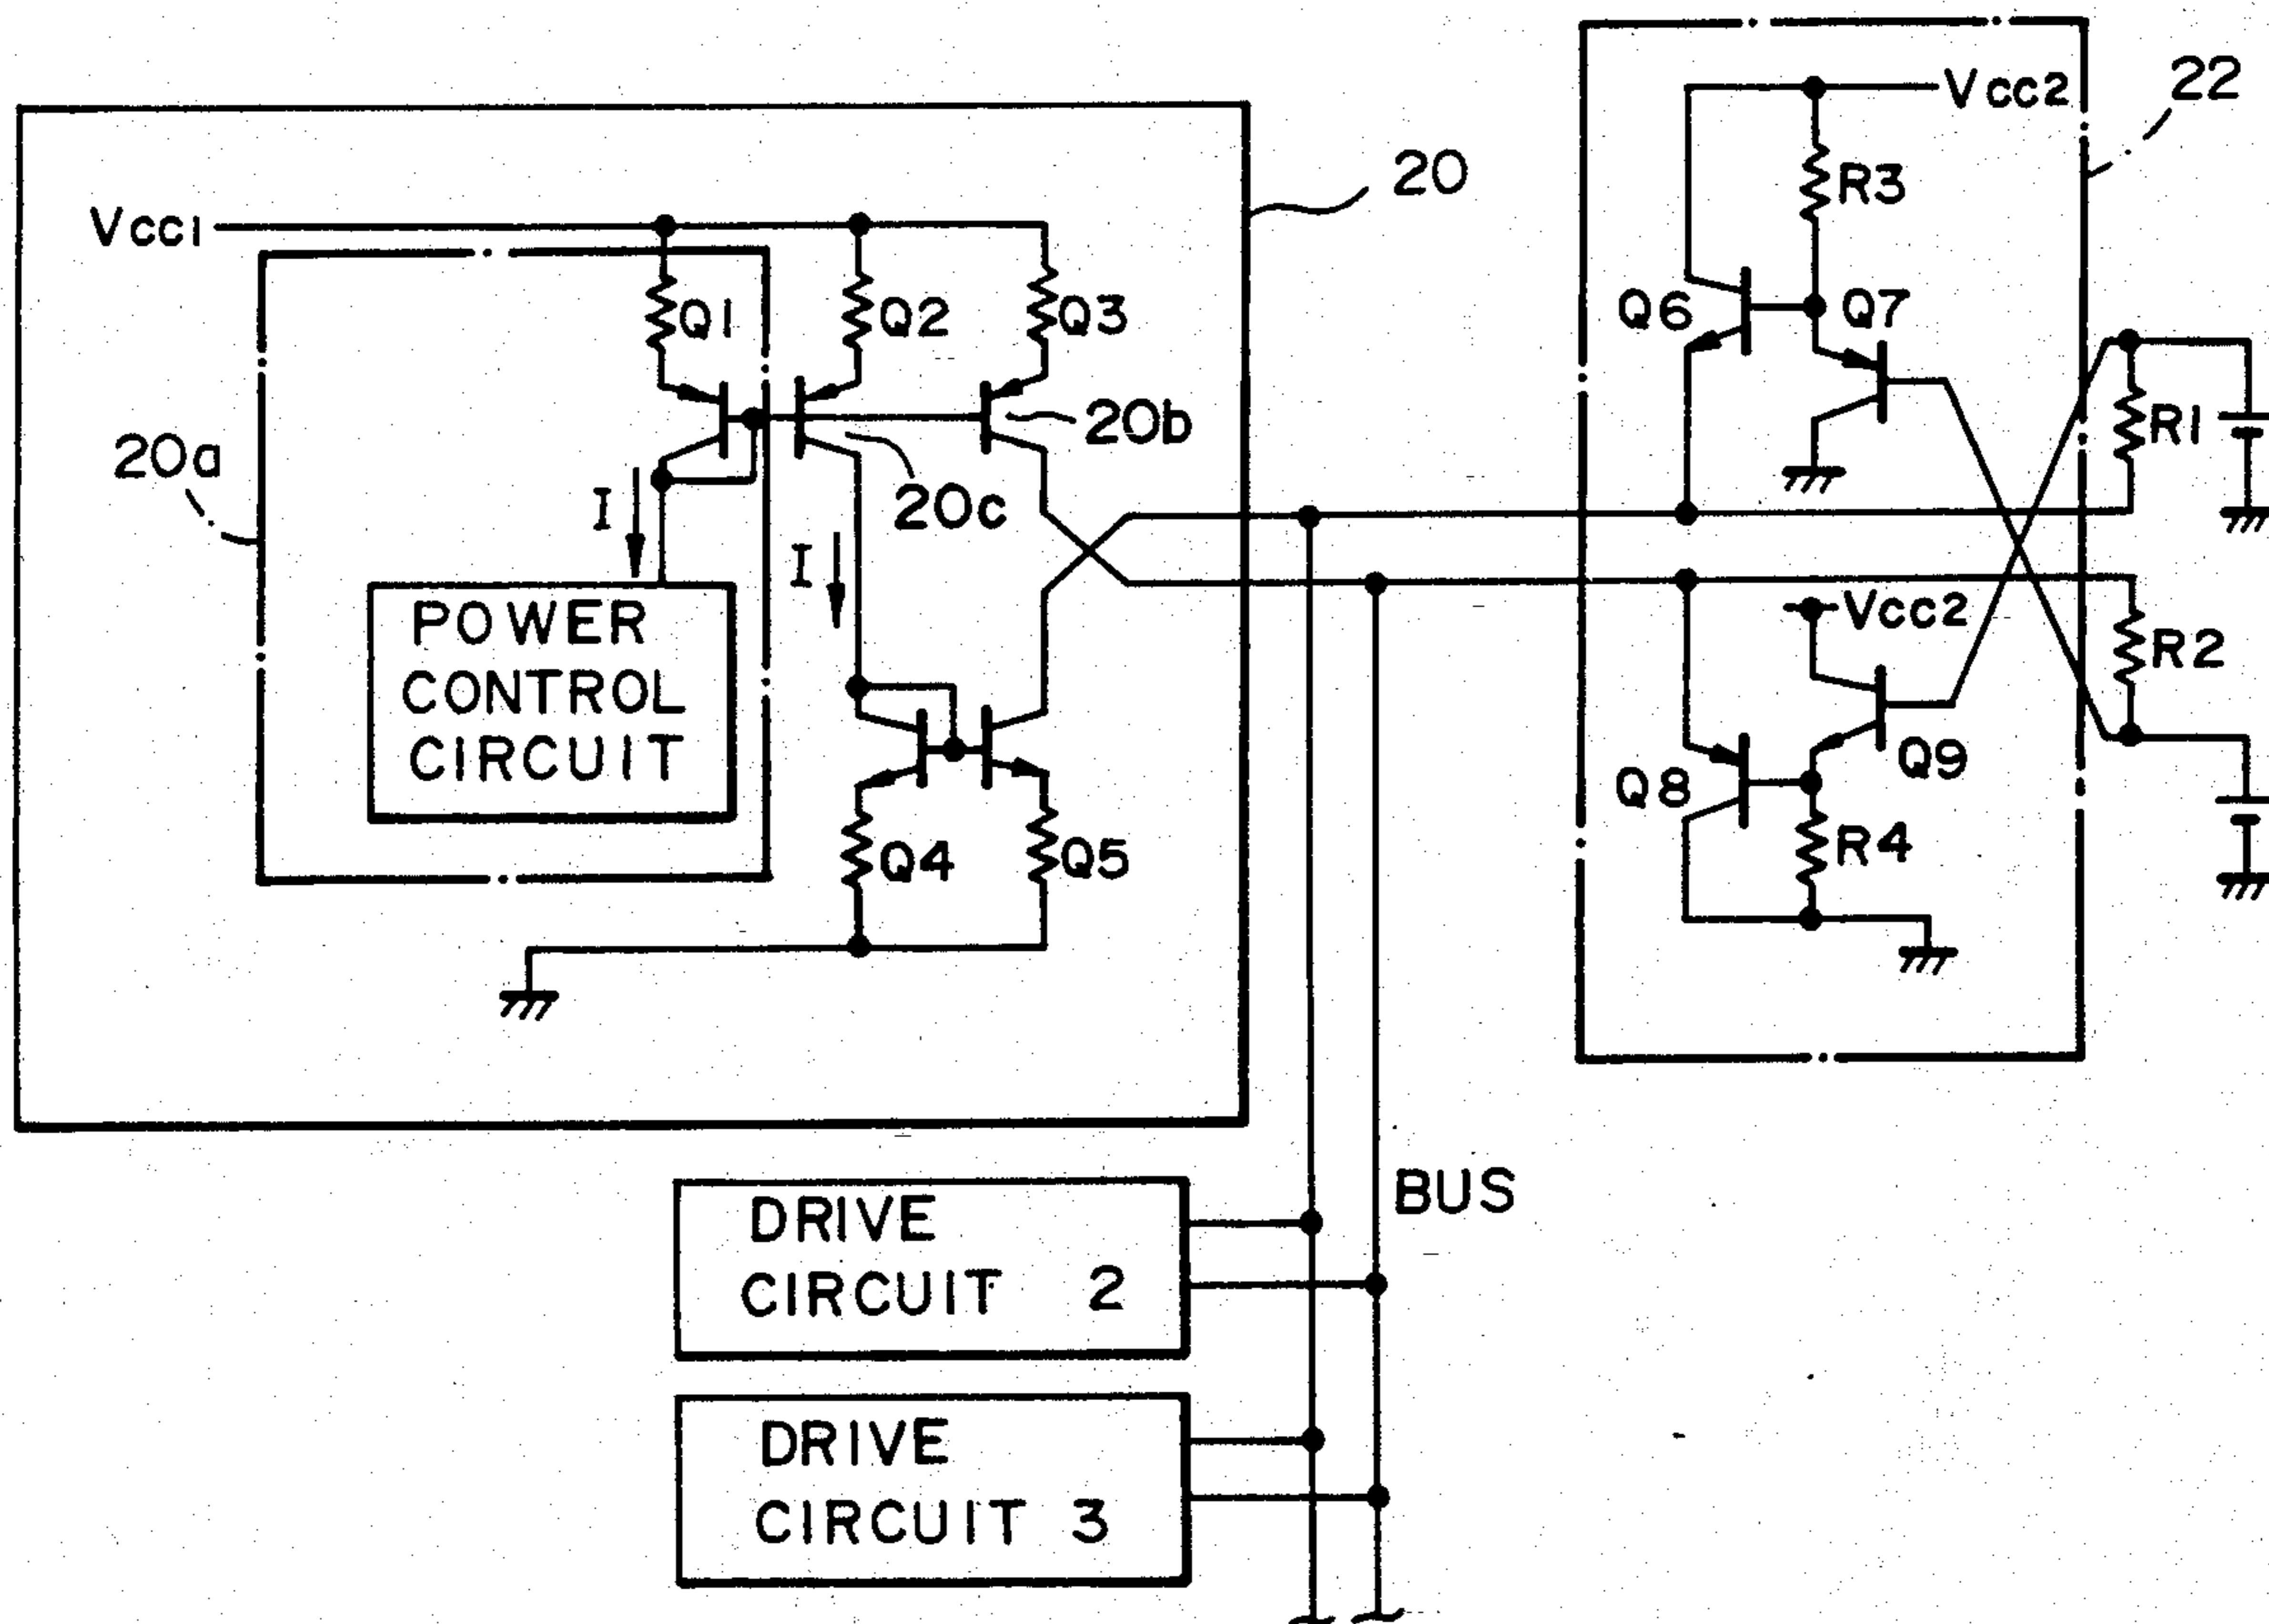 Vcc2
22
20
R3
Vcc1
Q1
Q2
Q3
Q6
Q7
20b
R1
20a
I
20c
I
POWER
CONTROL
CIRCUIT
Vcc2
R2
Q8
Q9
Q4
Q5
R4
BUS
DRIVE
CIRCUIT 2
DRIVE
CIRCUIT 3